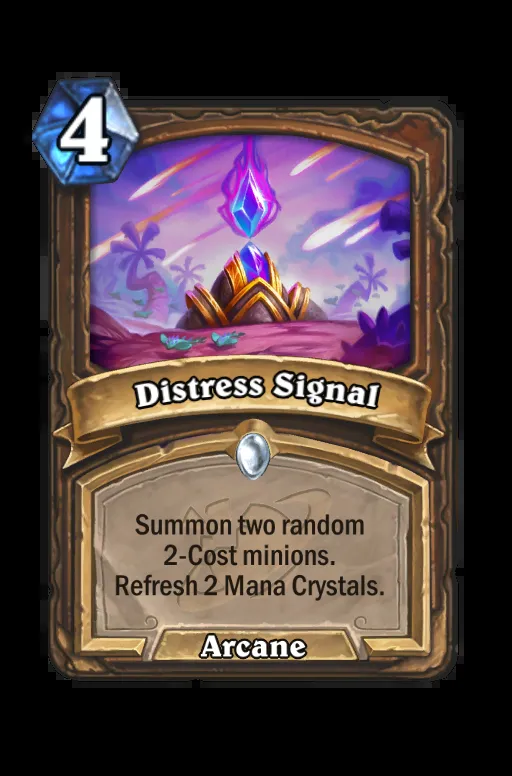 4
Distress Signal
Summon two random
2-Cost minions.
Refresh 2 Mana Crystals.
Arcane